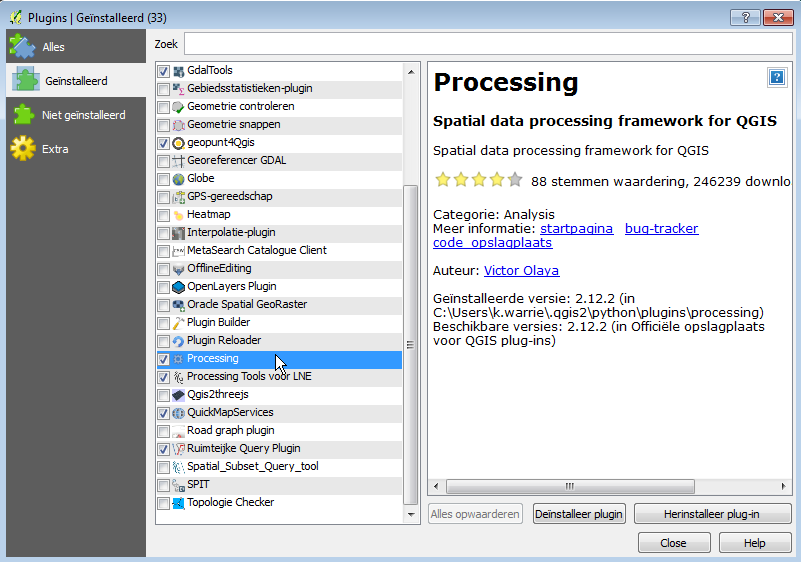 Plugins | Geïnstalleerd (33)
Alles
Geïnstalleerd
Niet geïnstalleerd
Extra
Zoek
GdalTools
Gebiedsstatistieken-plugin
Geometrie controleren
Geometrie snappen
geopunt4Qgis
Georeferencer GDAL
Globe
GPS-gereedschap
Heatmap
Interpolatie-plugin
MetaSearch Catalogue Client
OfflineEditing
OpenLayers Plugin
Oracle Spatial GeoRaster
Plugin Builder
Plugin Reloader
Processing
Processing Tools voor LNE
Qgis2threejs
QuickMapServices
Road graph plugin
Ruimteijke Query Plugin
Spatial_Subset_Query_tool
SPIT
Topologie Checker
Processing
Spatial data processing framework for QGIS
Spatial data processing framework for QGIS
88 stemmen waardering, 246239 downlo
Categorie: Analysis
Meer informatie: startpagina bug-tracker
code_opslagplaats
Auteur: Victor Olaya
Geïnstalleerde versie: 2.12.2 (in
C:\Users\k.warrie\.qgis2\python\plugins\processing)
Beschikbare versies: 2.12.2 (in Officiële opslagplaats
voor QGIS plug-ins)
Alles opwaarderen
Deïnstalleer plugin
Herinstalleer plug-in
Close
Help